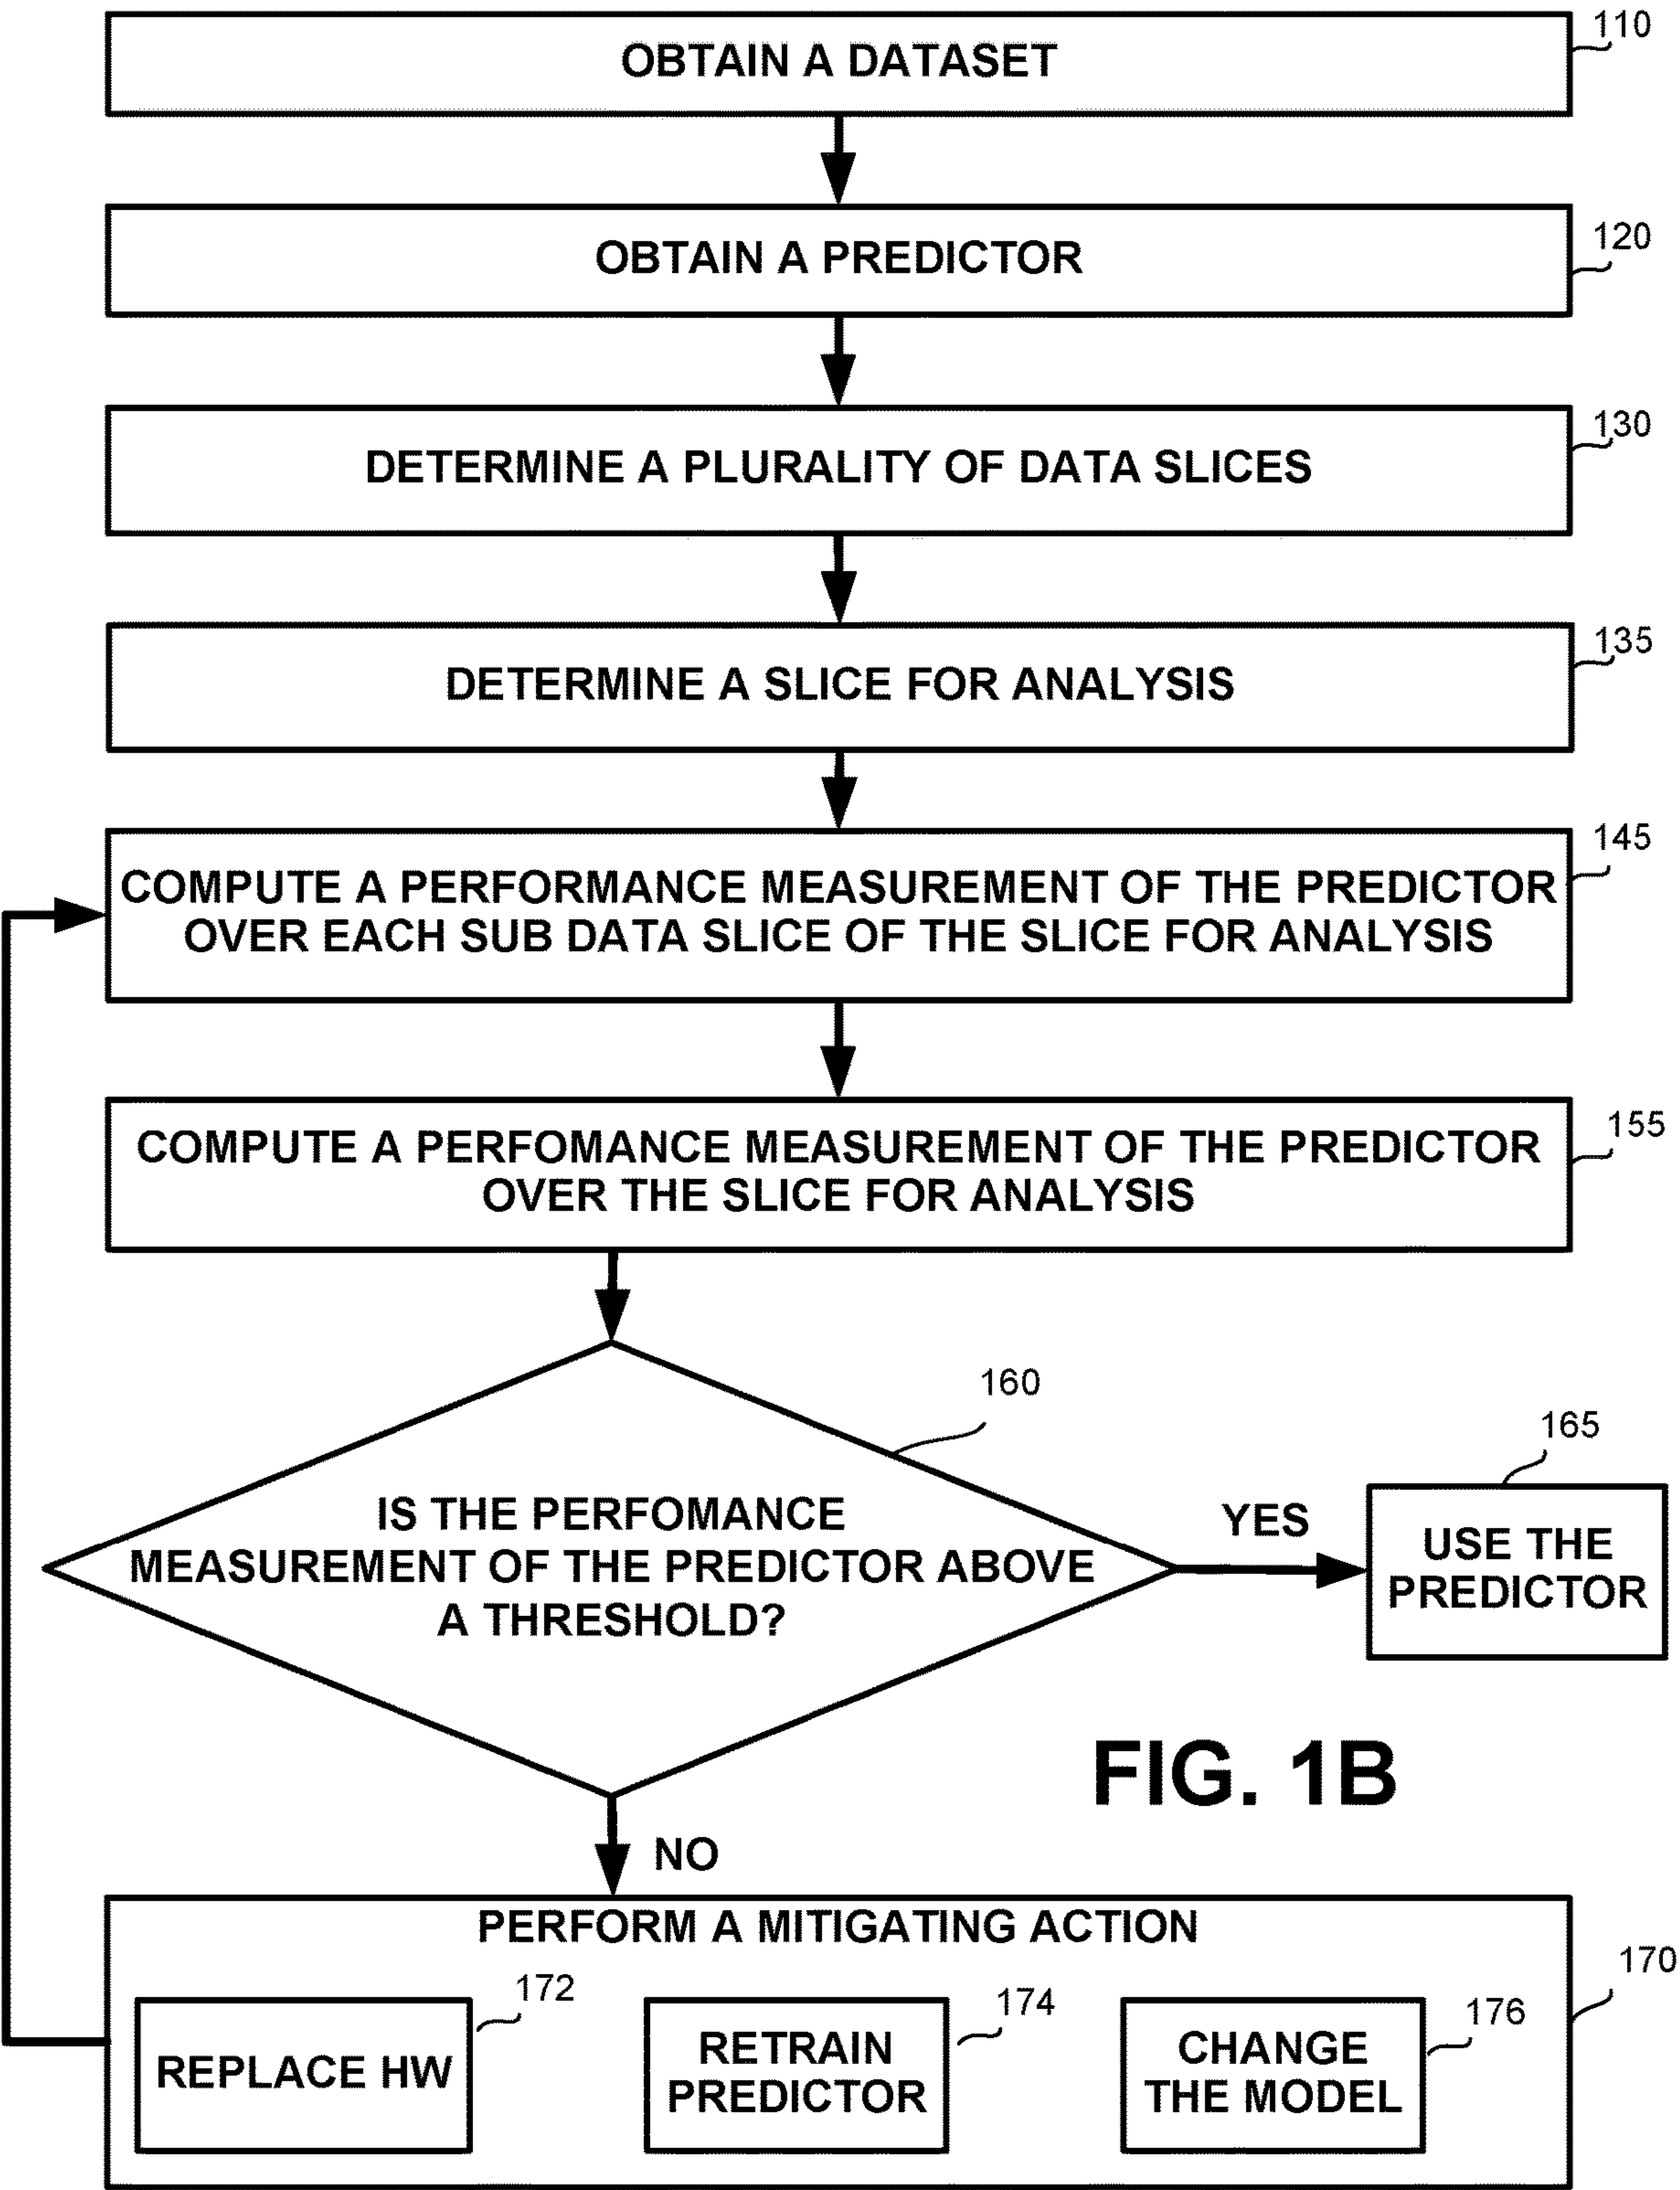 110
OBTAIN A DATASET
120
OBTAIN A PREDICTOR
130
DETERMINE A PLURALITY OF DATA SLICES
135
DETERMINE A SLICE FOR ANALYSIS
145
COMPUTE A PERFORMANCE MEASUREMENT OF THE PREDICTOR
OVER EACH SUB DATA SLICE OF THE SLICE FOR ANALYSIS
155
COMPUTE A PERFOMANCE MEASUREMENT OF THE PREDICTOR
OVER THE SLICE FOR ANALYSIS
160
IS THE PERFOMANCE
MEASUREMENT OF THE PREDICTOR ABOVE
A THRESHOLD?
YES
165
USE THE
PREDICTOR
FIG. 1B
NO
PERFORM A MITIGATING ACTION
170
172
REPLACE HW
174
RETRAIN
PREDICTOR
176
CHANGE
THE MODEL